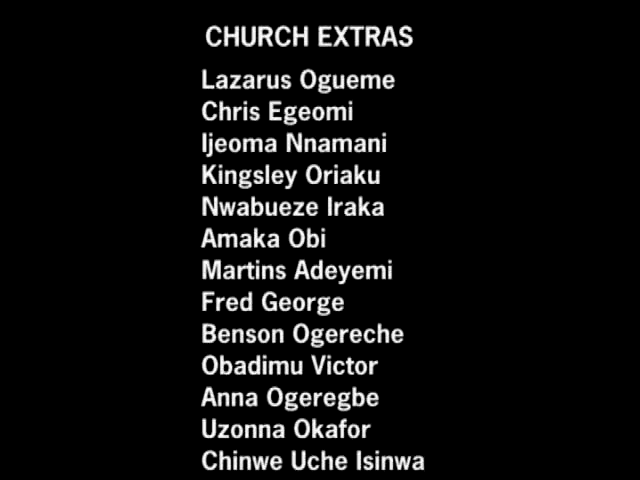 CHURCH EXTRAS
Lazarus Ogueme
Chris Egeomi
Ijeoma Nnamani
Kingsley Oriaku
Nwabueze Iraka
Amaka Obi
Martins Adeyemi
Fred George
Benson Ogereche
Obadimu Victor
Anna Ogeregbe
Uzonna Okafor
Chinwe Uche Isinwa